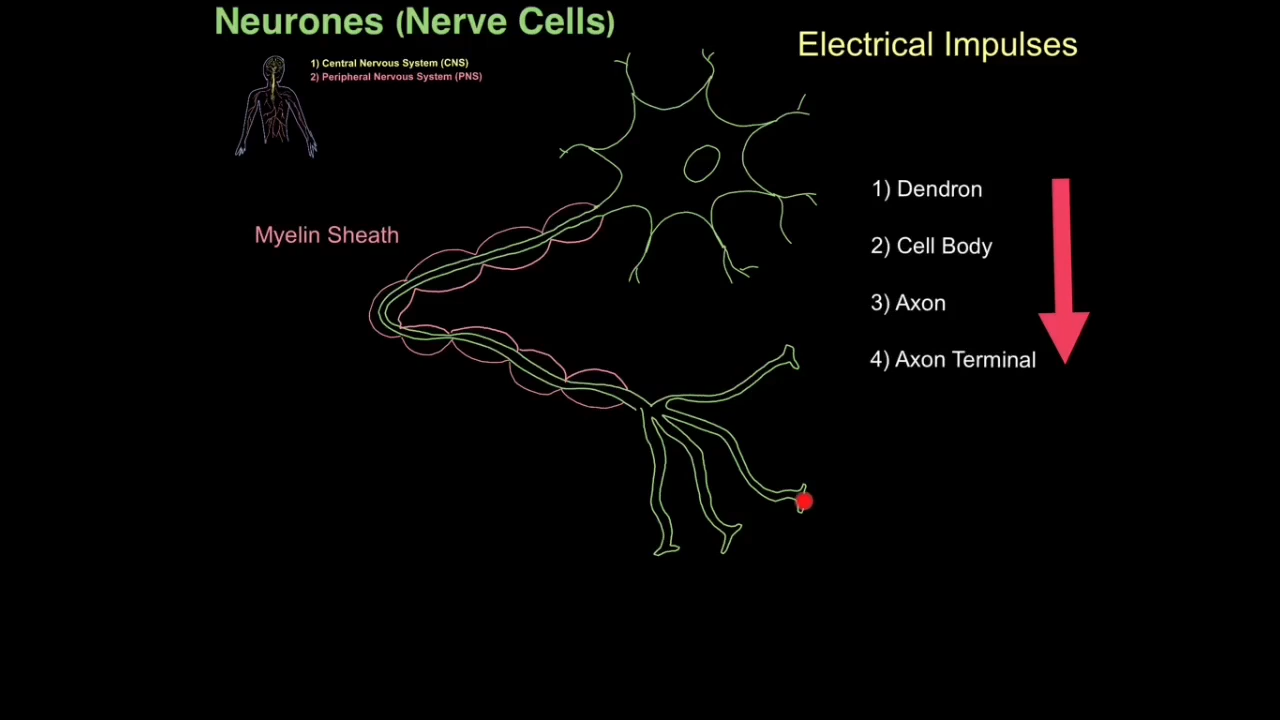 Neurones (Nerve Cells)
Electrical Impulses
1) Central Nervous System (CNS)
2) Peripheral Nervous System (PNS)
Myelin Sheath
1) Dendron
2) Cell Body
3) Axon
4) Axon Terminal